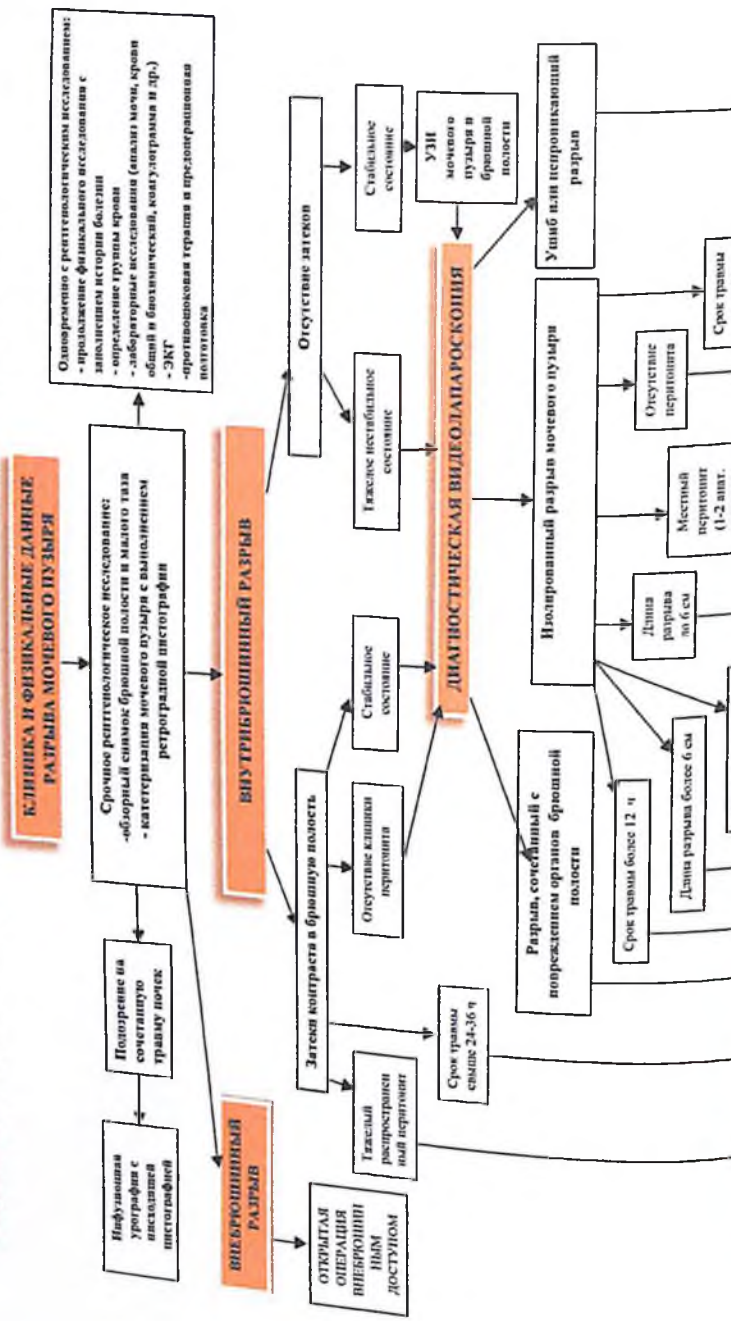 КЛИНИКА И ФИЗИКАЛЬНЫЕ ДАННЫЕ
РАЗРЫВА МОЧЕВОГО ПУЗЫРЯ
Срочное рентгенологическое исследование:
-обзорный снимок брюшной полости и малого таза
- катетеризация мочевого пузыря с выполнением
ретроградной цистографии
Одновременно с рентгенологическим исследованием:
- продолжение физикального исследования с
заполнением истории болезни
- определение группы крови
- лабораторные исследования (анализ мочи, крови
общий и биохимический, коагулограмма и др.)
- ЭКГ
-противошоковая терапия и предоперационная
подготовка
Подозрение на
сочетанную
травму почек
Инфузионная
урография с
нисходящей
цистографией
ВНЕБРЮШИННЫЙ
РАЗРЫВ
ОТКРЫТАЯ
ОПЕРАЦИЯ
ВНЕБРЮШИН
НЫМ
ДОСТУПОМ
ВНУТРИБРЮШИННЫЙ РАЗРЫВ
Затеки контраста в брюшную полость
Отсутствие затеков
Тяжелый
распространен
ный перитонит
Срок травмы
свыше 24-36 ч
Отсутствие клиники
перитонита
Стабильное
состояние
Тяжелое нестабильное
состояние
Стабильное
состояние
УЗИ
мочевого
пузыря и
брюшной
полости
ДИАГНОСТИЧЕСКАЯ ВИДЕОЛАПАРОСКОПИЯ
Разрыв, сочетанный с
повреждением органов брюшной
полости
Изолированный разрыв мочевого пузыря
Ушиб или непроникающий
разрыв
Срок травмы более 12 ч
Длина разрыва более 6 см
Длина
разрыва
до 6 см
Местный
перитонит
(1-2 анат.
Отсутствие
перитонита
Срок травмы